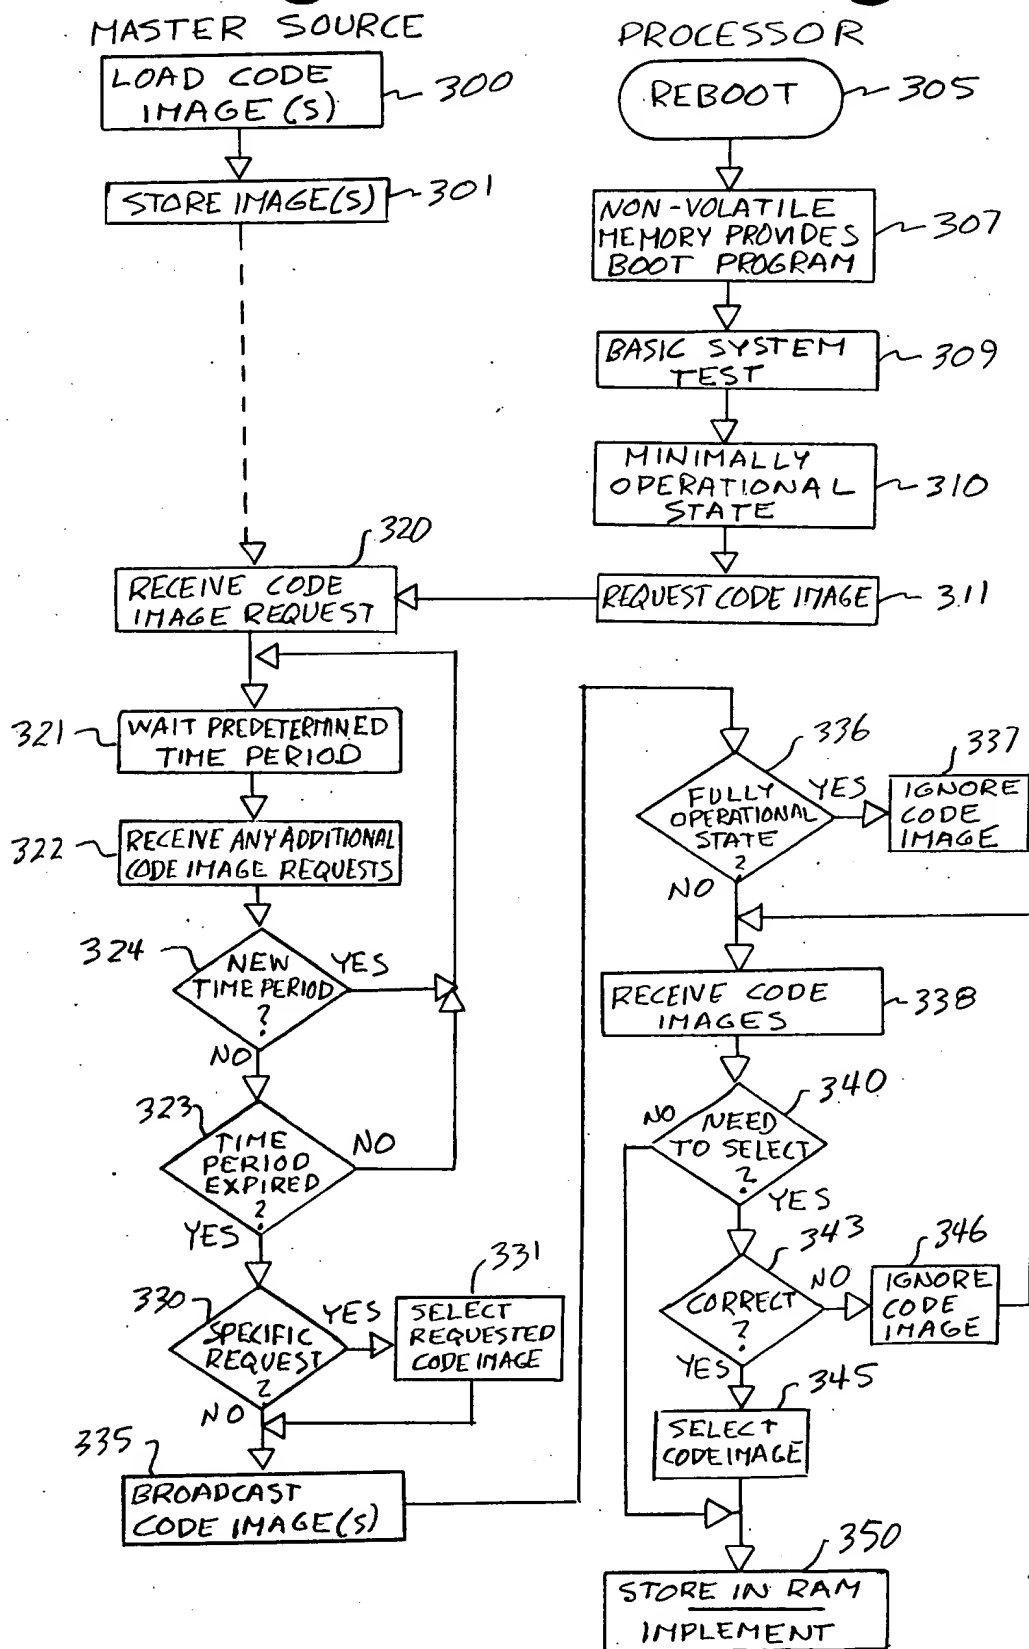 MASTER SOURCE
LOAD CODE
IMAGE(S)
300
STORE IMAGE(S)
301
PROCESSOR
REBOOT
305
NON-VOLATILE
MEMORY PROVIDES
BOOT PROGRAM
307
BASIC SYSTEM
TEST
309
MINIMALLY
OPERATIONAL
STATE
310
REQUEST CODE IMAGE
311
320
RECEIVE CODE
IMAGE REQUEST
321
WAIT PREDETERMINED
TIME PERIOD
322
RECEIVE ANY ADDITIONAL
CODE IMAGE REQUESTS
324
NEW
TIME PERIOD
?
YES
NO
323
TIME
PERIOD
EXPIRED
?
NO
YES
330
SPECIFIC
REQUEST
?
YES
NO
331
SELECT
REQUESTED
CODE IMAGE
335
BROADCAST
CODE IMAGE(S)
336
FULLY
OPERATIONAL
STATE
?
YES
NO
337
IGNORE
CODE
IMAGE
RECEIVE CODE
IMAGES
338
340
NEED
TO SELECT
?
NO
YES
343
CORRECT
?
NO
YES
346
IGNORE
CODE
IMAGE
345
SELECT
CODE IMAGE
350
STORE IN RAM
IMPLEMENT